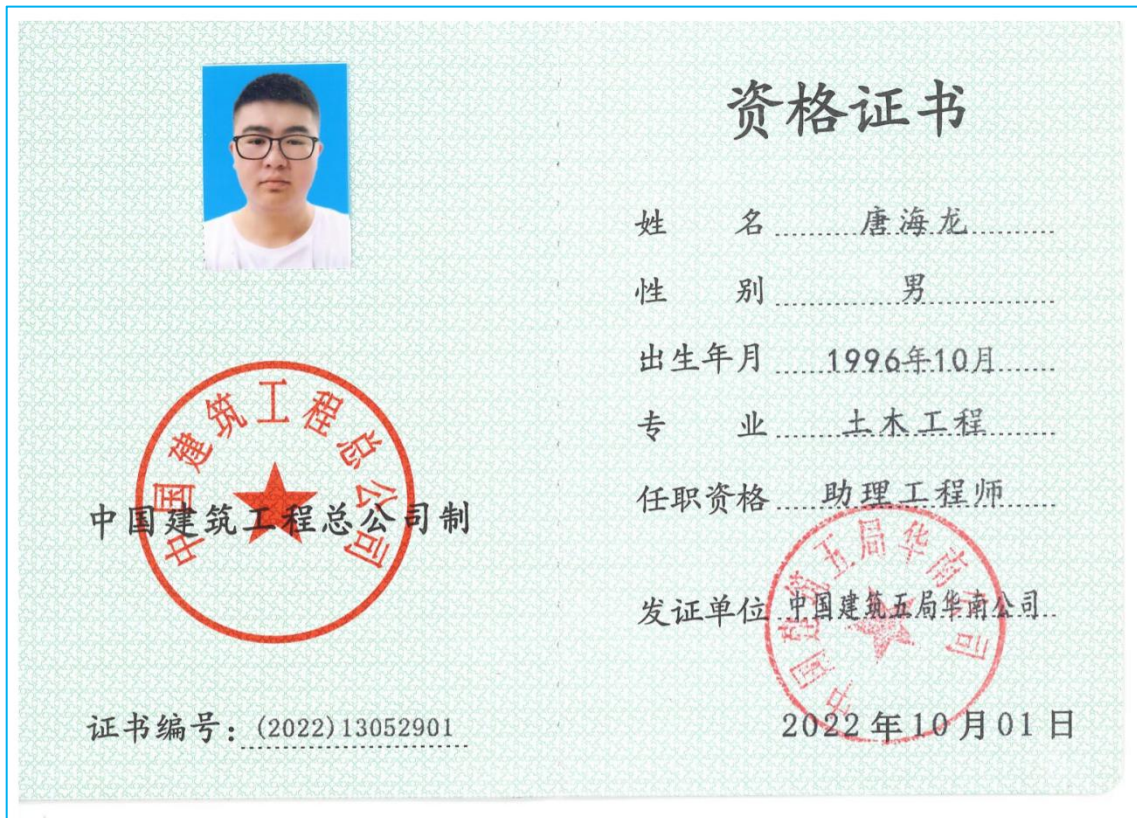 中国建筑工程总公司
中国建筑工程总公司制
证书编号：(2022)13052901
资格证书
姓 名 唐海龙
性 别 男
出生年月 1996年10月
专 业 土木工程
任职资格 助理工程师
发证单位 中国建筑五局华南公司
中国建筑五局华南公司
2022年10月01日